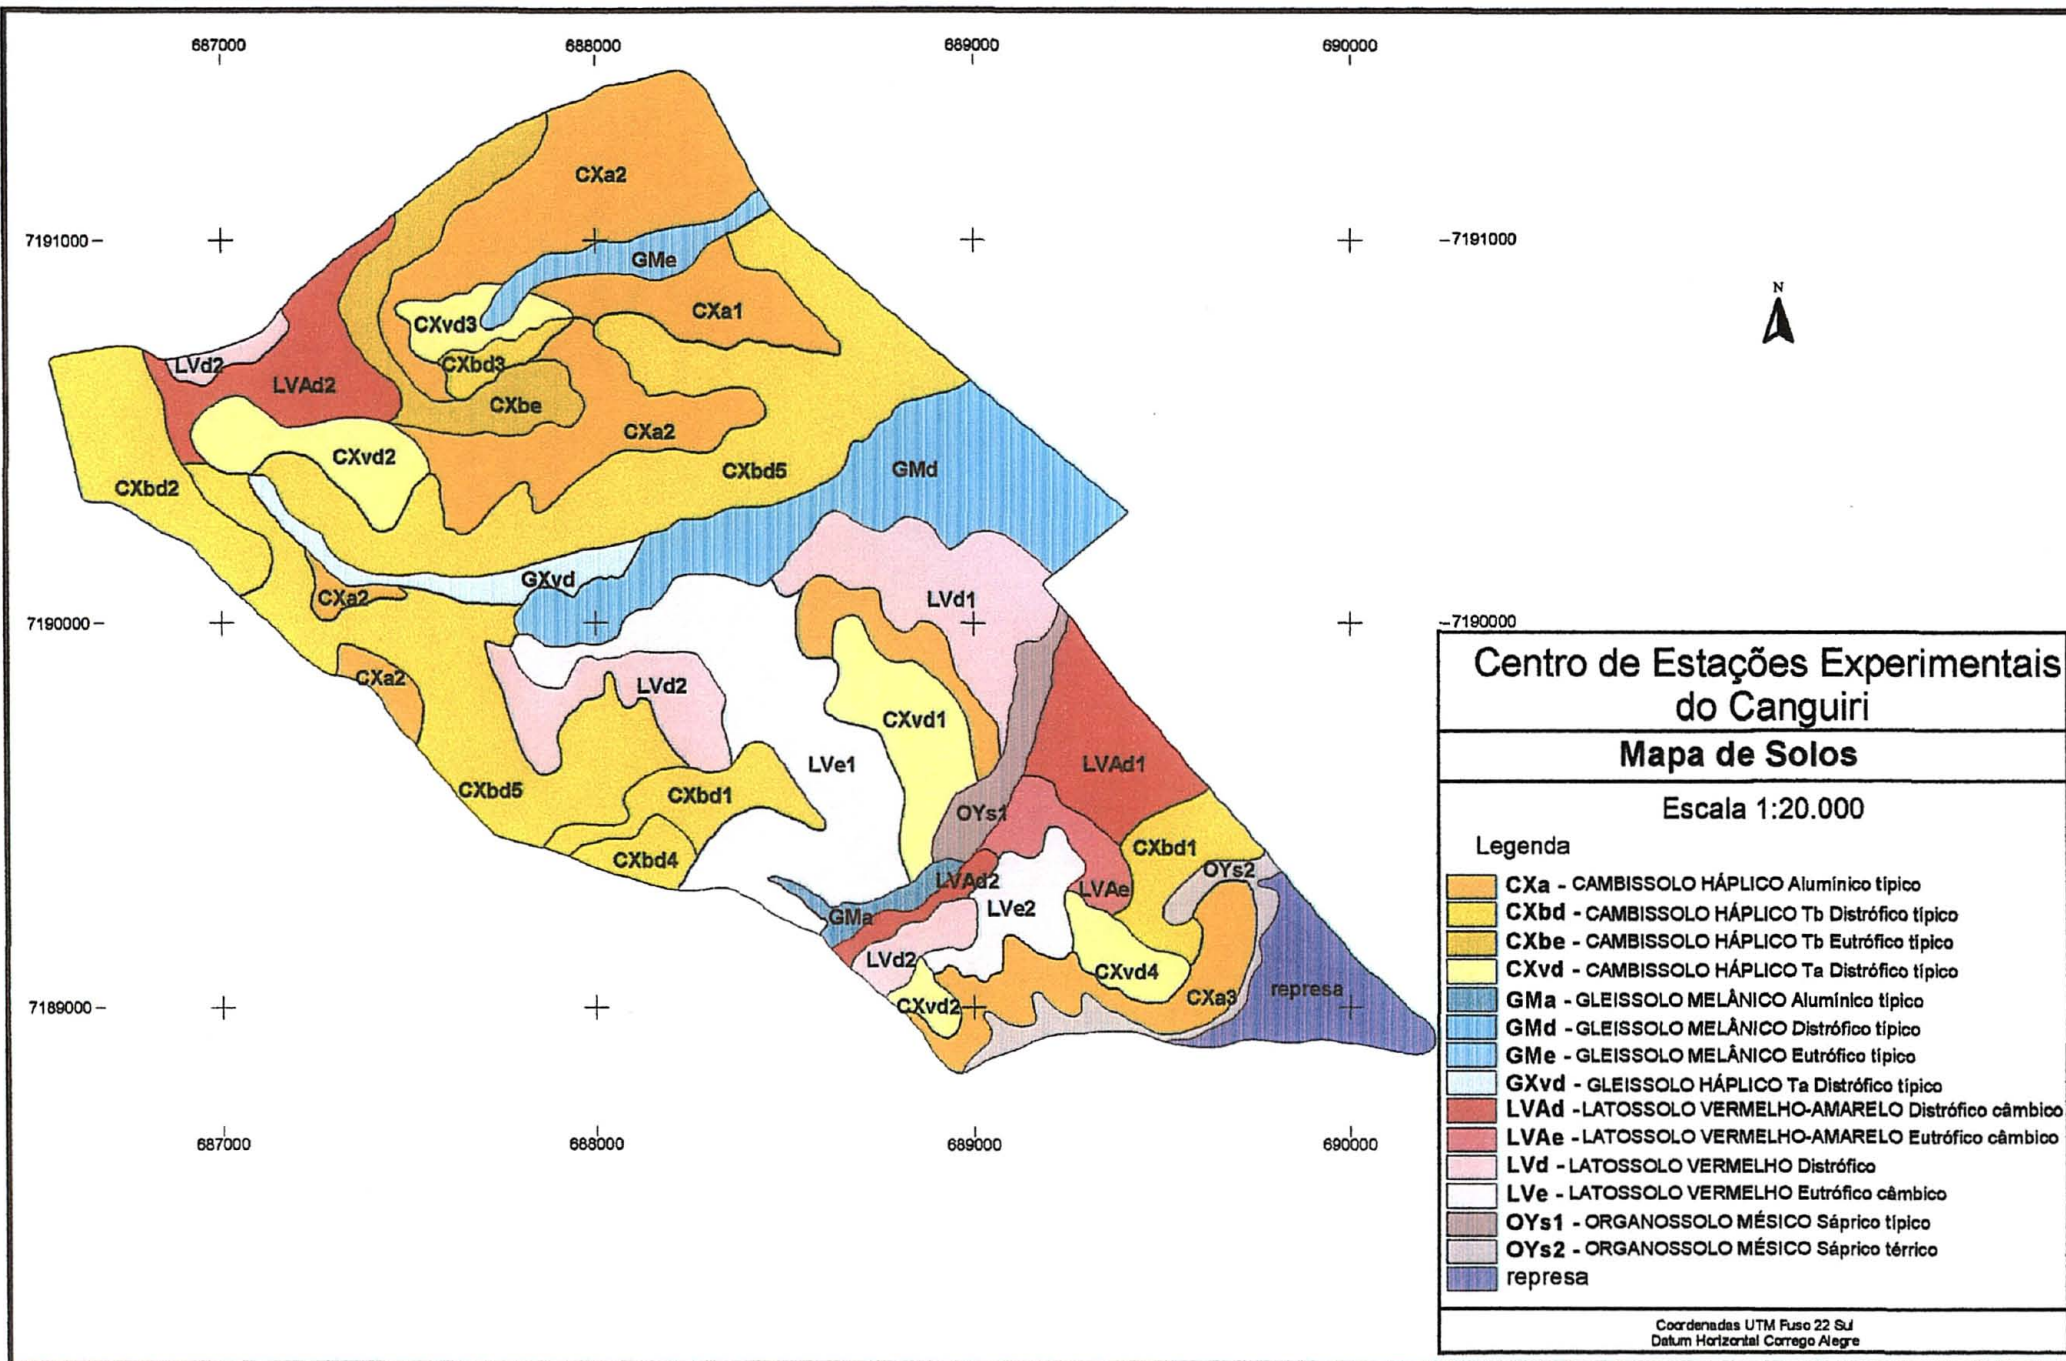 687000 688000 689000 690000
CXa2
7191000 -7191000
GMe
N
CXa1
CXvd3
LVd2 CXbd3
LVAd2
CXbe
CXa2
CXvd2
CXbd5 GMd
CXbd2
GXvd
CXa2 LVd1
7190000 -7190000
CXa2 LVd2
CXvd1
LVe1 LVAd1
CXbd5 CXbd1
OYs1
CXbd4 CXbd1
OYs2
LVAd2 LVAe
GMa LVe2
LVd2 CXvd4
CXvd2 CXa3 represa
7189000
687000 688000 689000 690000
Centro de Estações Experimentais
do Canguiri
Mapa de Solos
Escala 1:20.000
Legenda
CXa - CAMBISSOLO HÁPLICO Alumínico típico
CXbd - CAMBISSOLO HÁPLICO Tb Distrófico típico
CXbe - CAMBISSOLO HÁPLICO Tb Eutrófico típico
CXvd - CAMBISSOLO HÁPLICO Ta Distrófico típico
GMa - GLEISSOLO MELÂNICO Alumínico típico
GMd - GLEISSOLO MELÂNICO Distrófico típico
GMe - GLEISSOLO MELÂNICO Eutrófico típico
GXvd - GLEISSOLO HÁPLICO Ta Distrófico típico
LVAd -LATOSSOLO VERMELHO-AMARELO Distrófico câmbico
LVAe -LATOSSOLO VERMELHO-AMARELO Eutrófico câmbico
LVd -LATOSSOLO VERMELHO Distrófico
LVe - LATOSSOLO VERMELHO Eutrófico câmbico
OYs1 - ORGANOSSOLO MÉSICO Sáprico típico
OYs2 - ORGANOSSOLO MÉSICO Sáprico térrico
represa
Coordenadas UTM Fuso 22 Sul
Datum Horizontal Corrego Alegre